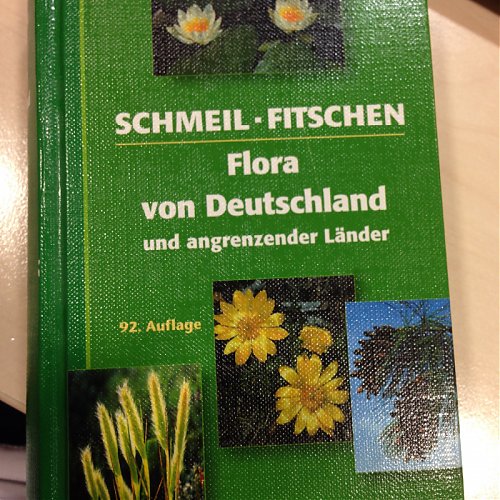 SCHMEIL · FITSCHEN
Flora
von Deutschland
und angrenzender Länder
92. Auflage